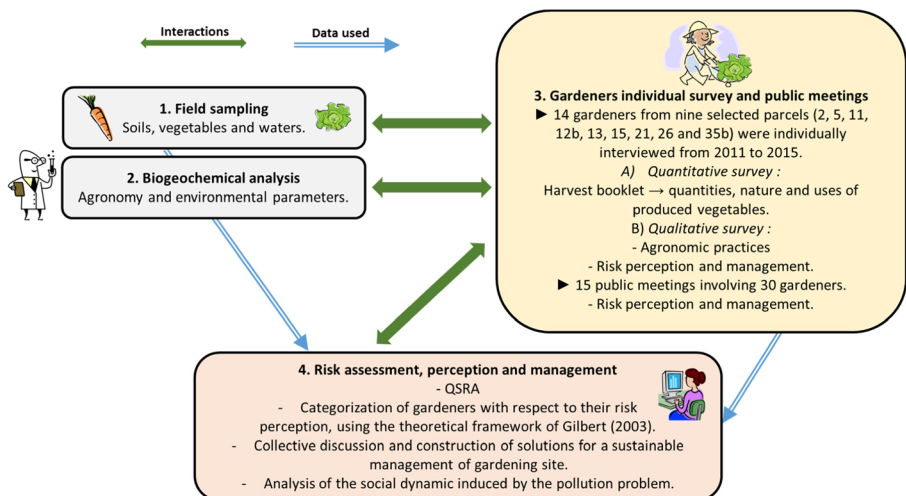 Interactions
Data used
1. Field sampling
Soils, vegetables and waters.
2. Biogeochemical analysis
Agronomy and environmental parameters.
3. Gardeners individual survey and public meetings
► 14 gardeners from nine selected parcels (2, 5, 11,
12b, 13, 15, 21, 26 and 35b) were individually
interviewed from 2011 to 2015.
A) Quantitative survey :
Harvest booklet → quantities, nature and uses of
produced vegetables.
B) Qualitative survey :
- Agronomic practices
- Risk perception and management.
► 15 public meetings involving 30 gardeners.
- Risk perception and management.
4. Risk assessment, perception and management
- QSRA
- Categorization of gardeners with respect to their risk
perception, using the theoretical framework of Gilbert (2003).
- Collective discussion and construction of solutions for a sustainable
management of gardening site.
- Analysis of the social dynamic induced by the pollution problem.